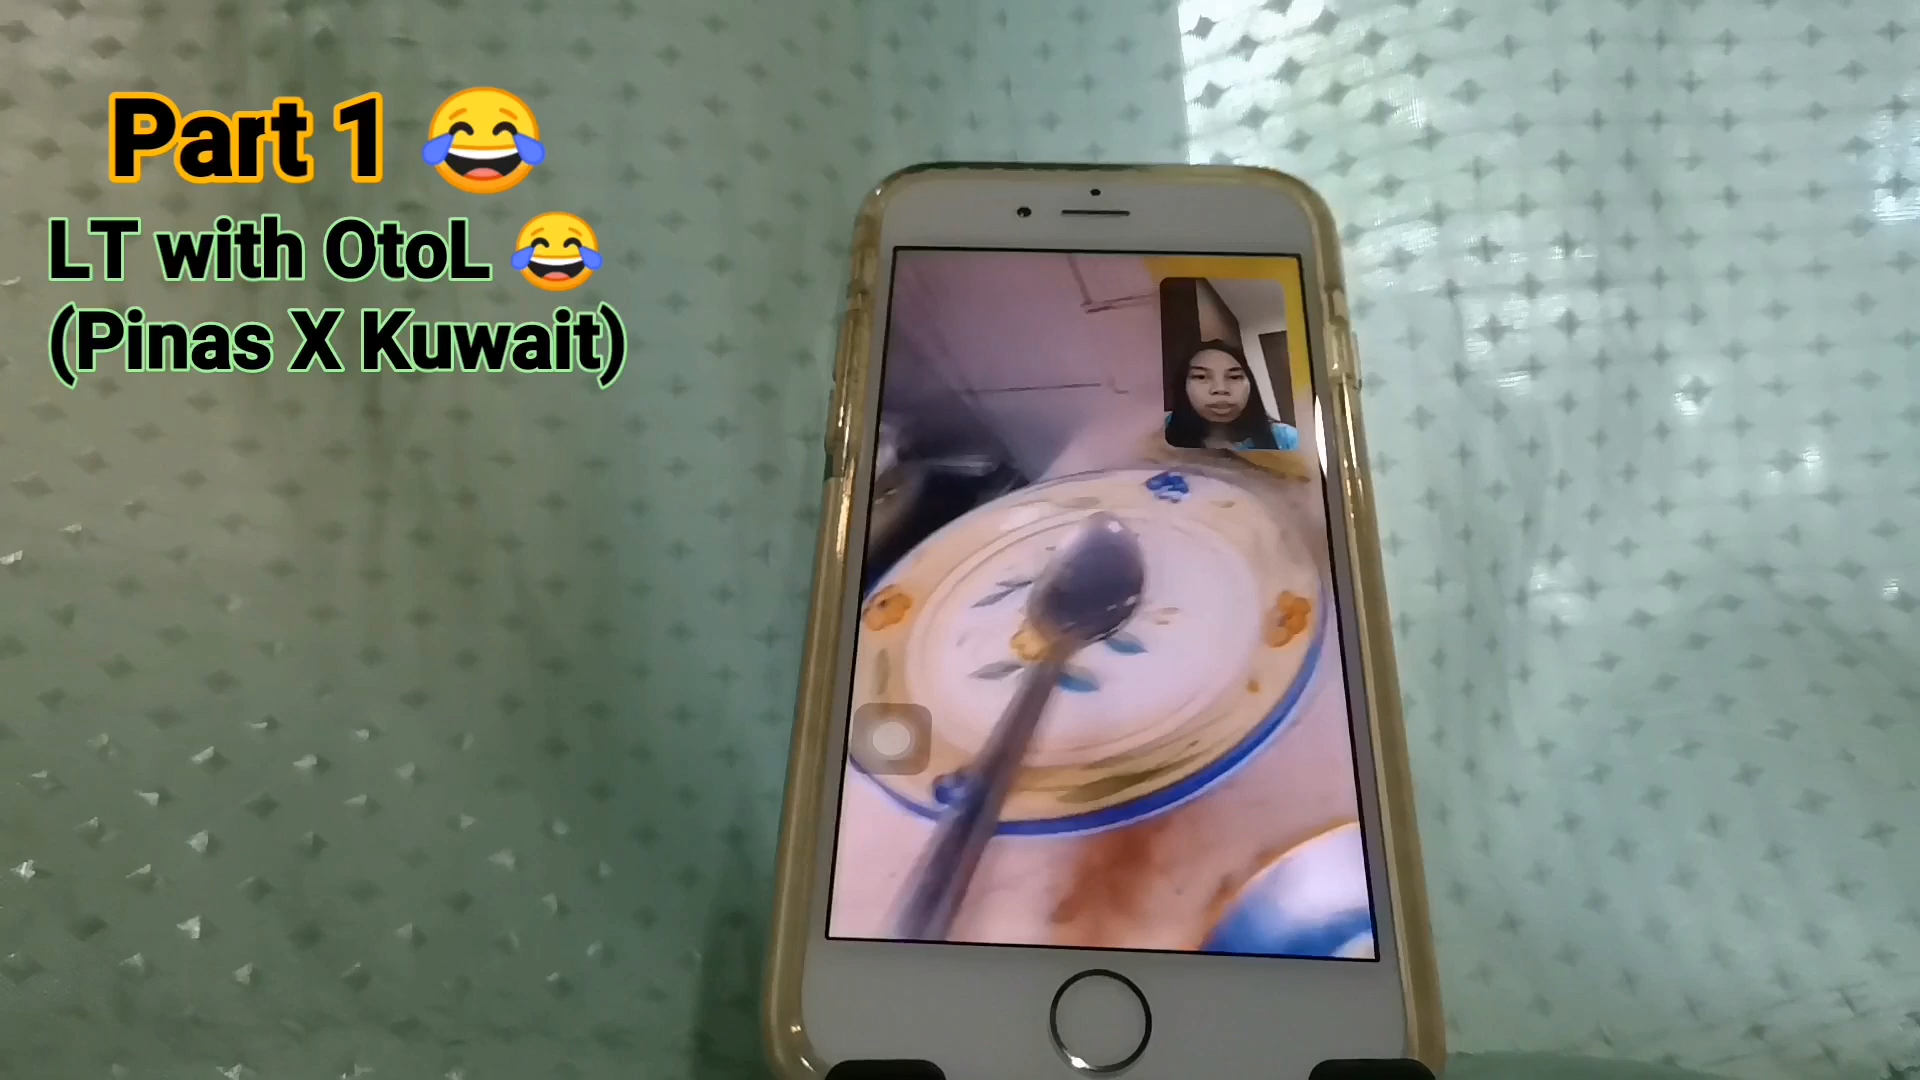 Part 1 😂
LT with OtoL 😂
(Pinas X Kuwait)